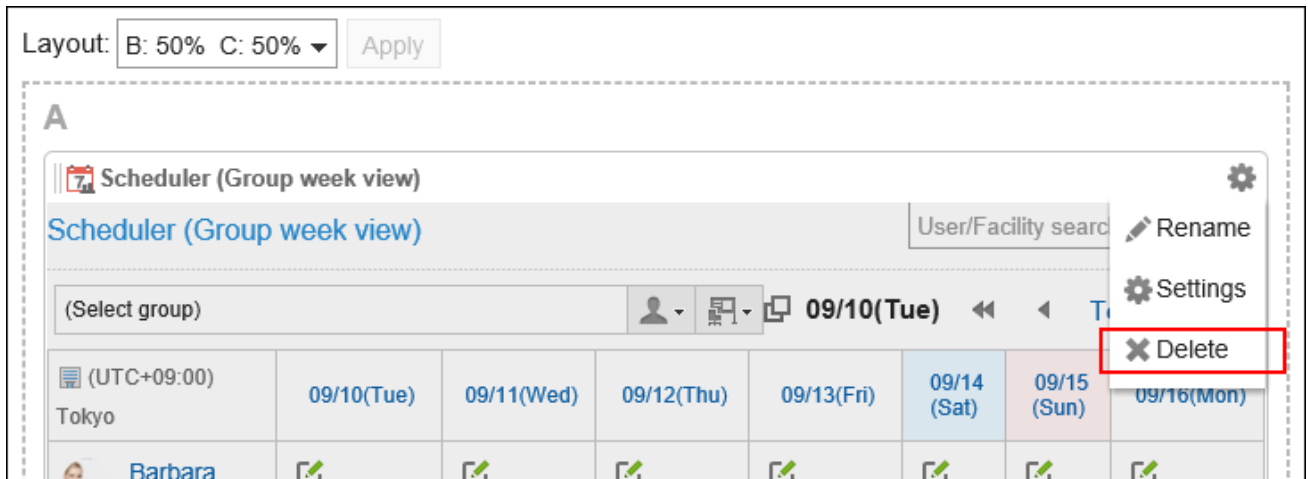 Layout: B: 50% C: 50% Apply
A
7 Scheduler (Group week view)
Scheduler (Group week view) User/Facility searc
Rename
Settings
(Select group) 09/10(Tue)
Delete
(UTC+09:00)
Tokyo
09/10(Tue) 09/11(Wed) 09/12(Thu) 09/13(Fri) 09/14 (Sat) 09/15 (Sun) 09/16(Mon)
Barbara